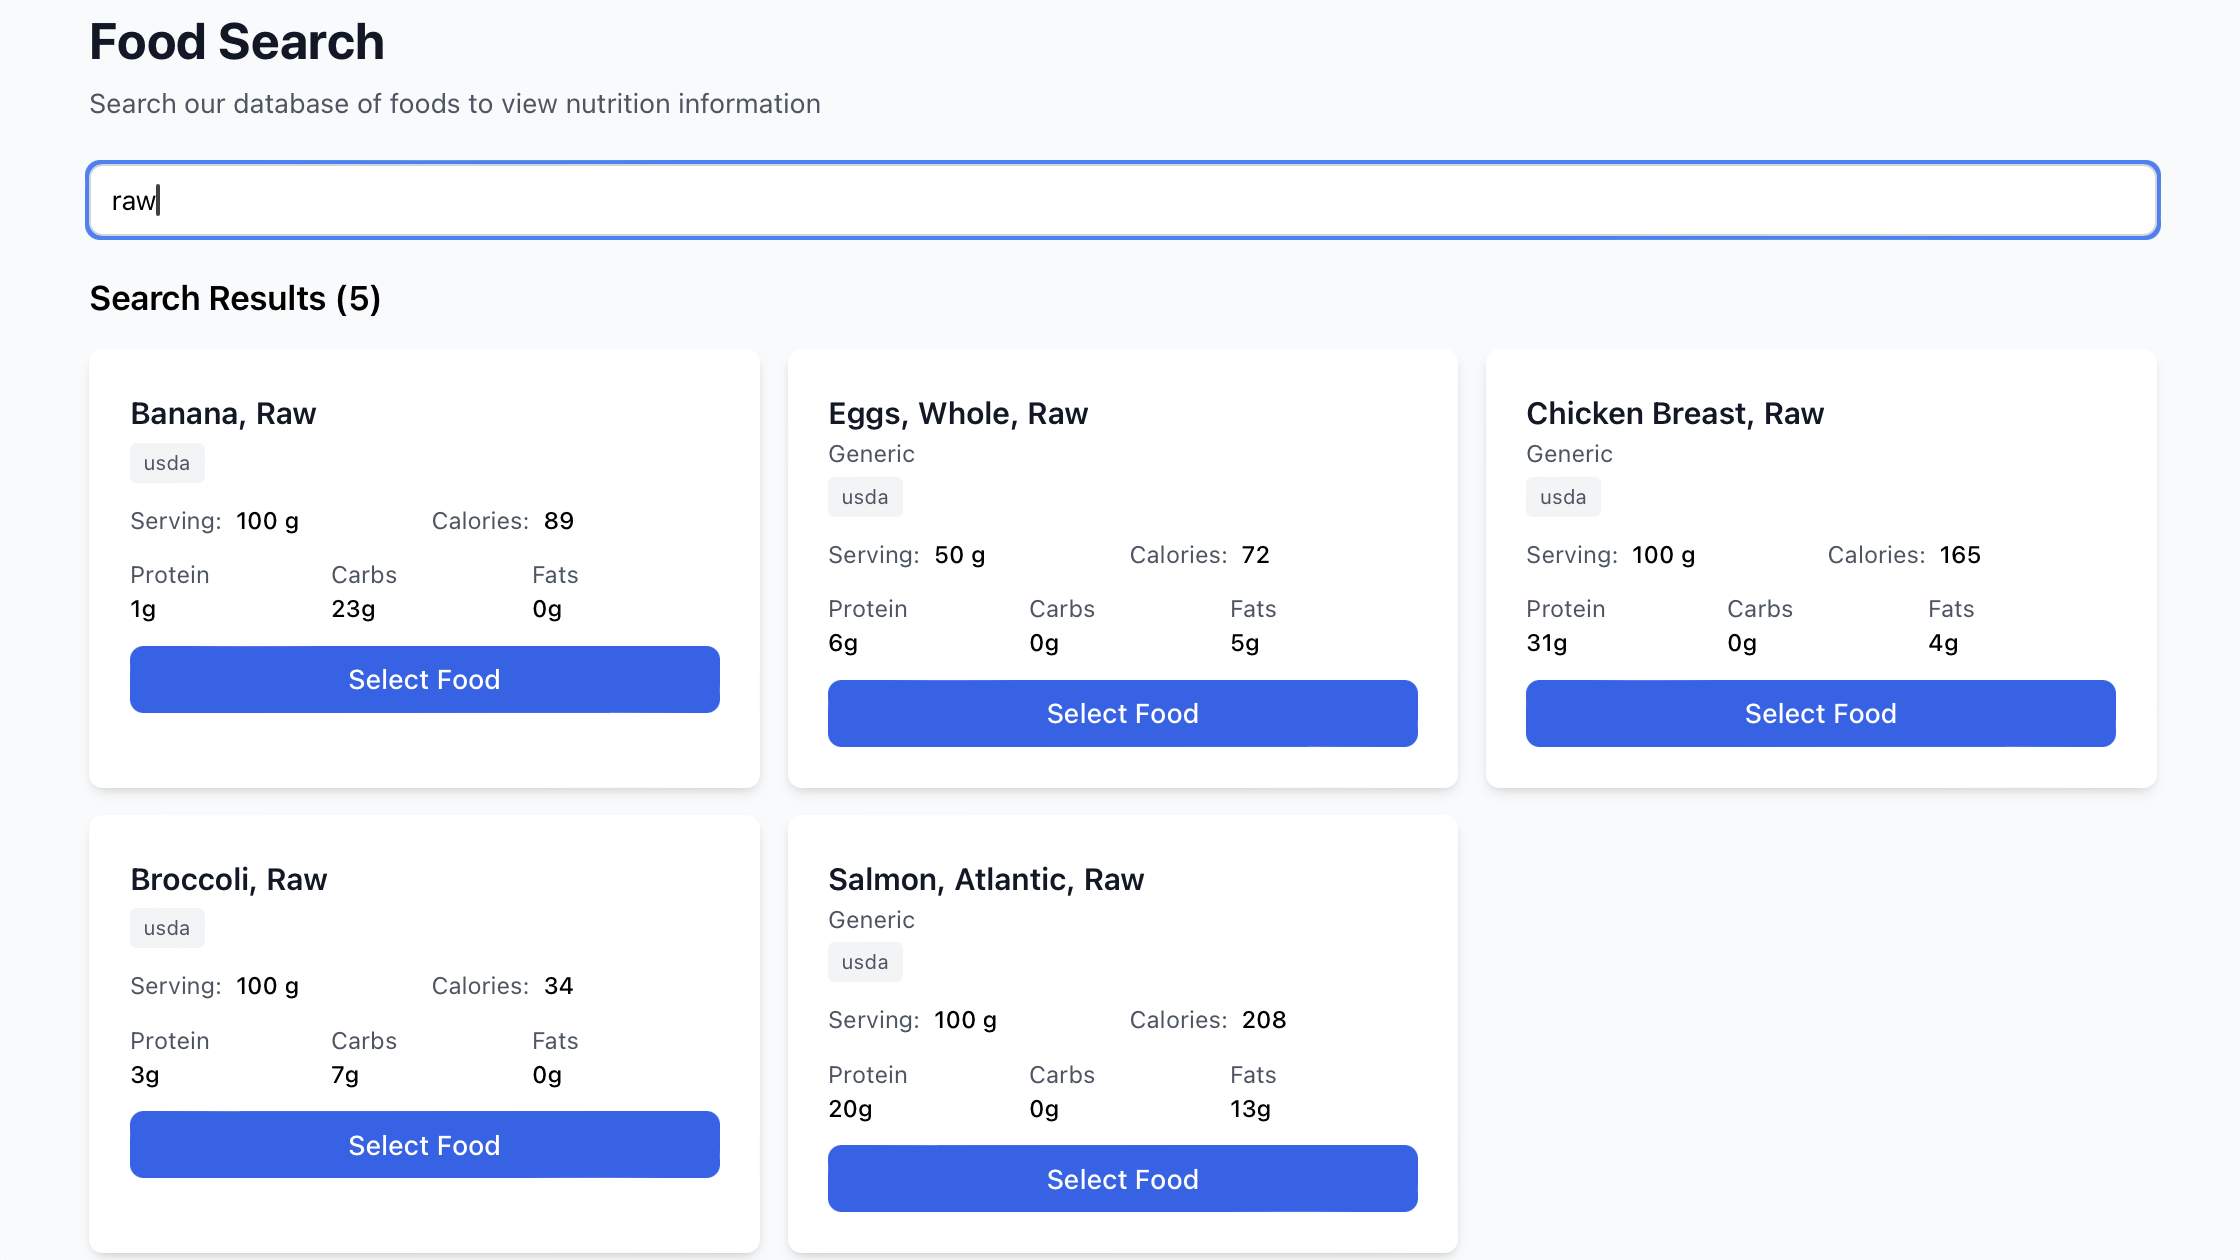 Food Search
Search our database of foods to view nutrition information
raw
Search Results (5)
Banana, Raw
usda
Serving: 100 g Calories: 89
Protein Carbs Fats
1g 23g 0g
Select Food
Eggs, Whole, Raw
Generic
usda
Serving: 50 g Calories: 72
Protein Carbs Fats
6g 0g 5g
Select Food
Chicken Breast, Raw
Generic
usda
Serving: 100 g Calories: 165
Protein Carbs Fats
31g 0g 4g
Select Food
Broccoli, Raw
usda
Serving: 100 g Calories: 34
Protein Carbs Fats
3g 7g 0g
Select Food
Salmon, Atlantic, Raw
Generic
usda
Serving: 100 g Calories: 208
Protein Carbs Fats
20g 0g 13g
Select Food